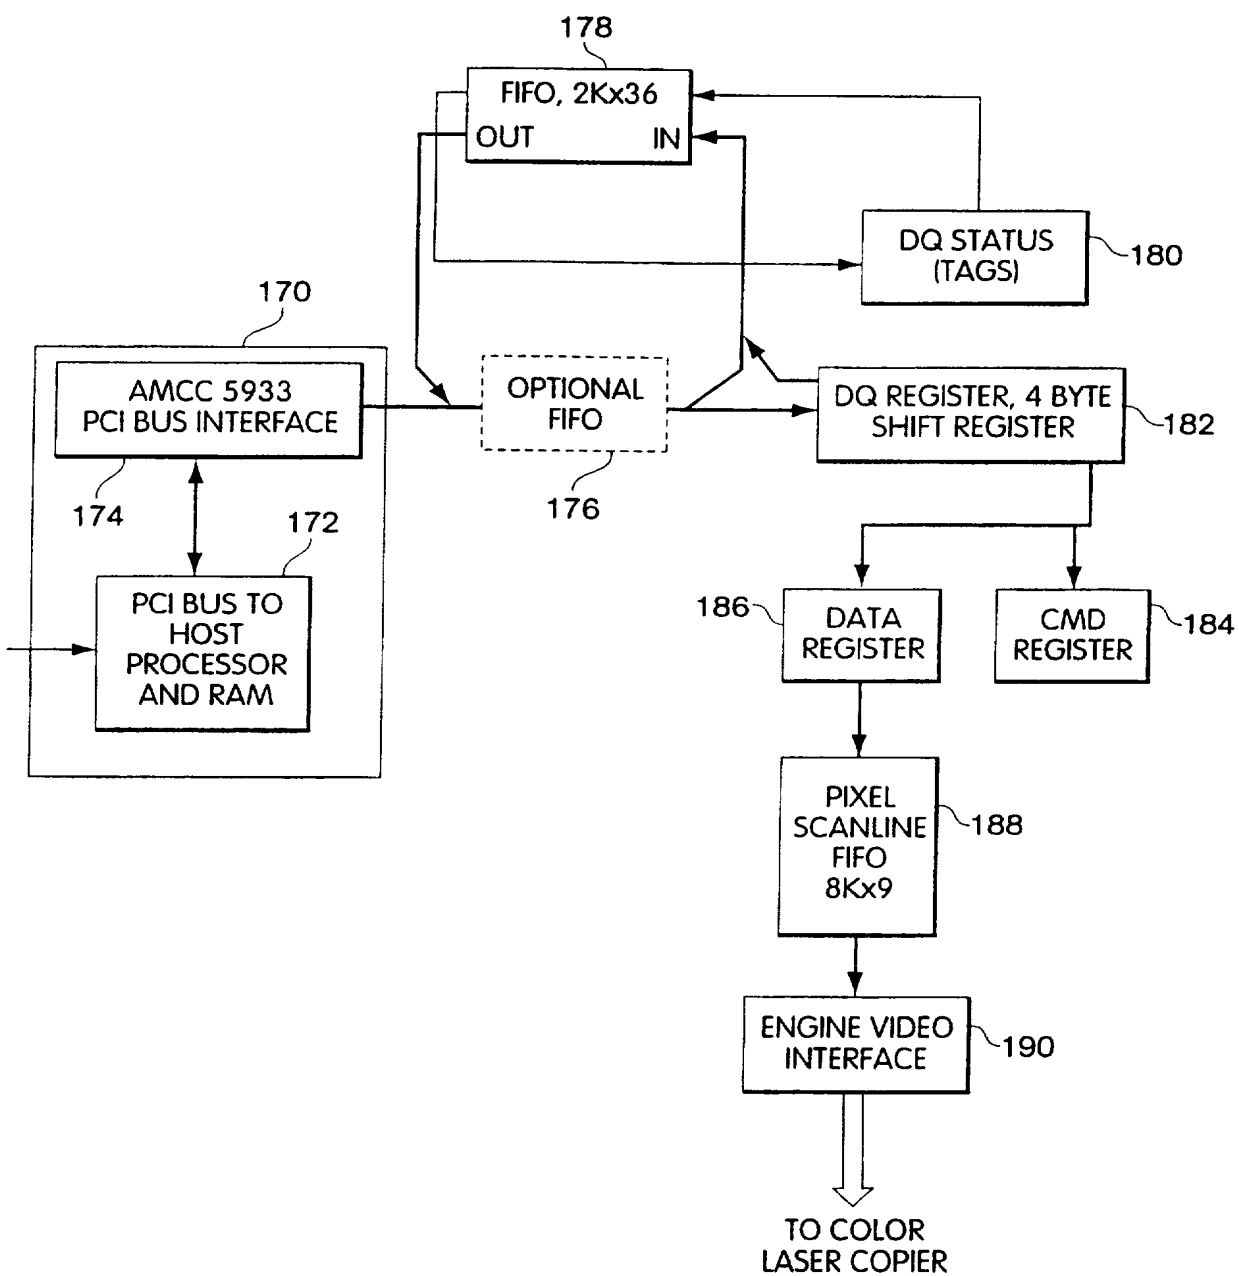 178
FIFO, 2Kx36
OUT IN
DQ STATUS
(TAGS)
180
170
AMCC 5933
PCI BUS INTERFACE
174
OPTIONAL
FIFO
176
DQ REGISTER, 4 BYTE
SHIFT REGISTER
182
172
PCI BUS TO
HOST
PROCESSOR
AND RAM
186
DATA
REGISTER
CMD
REGISTER
184
PIXEL
SCANLINE
FIFO
8Kx9
188
ENGINE VIDEO
INTERFACE
190
TO COLOR
LASER COPIER